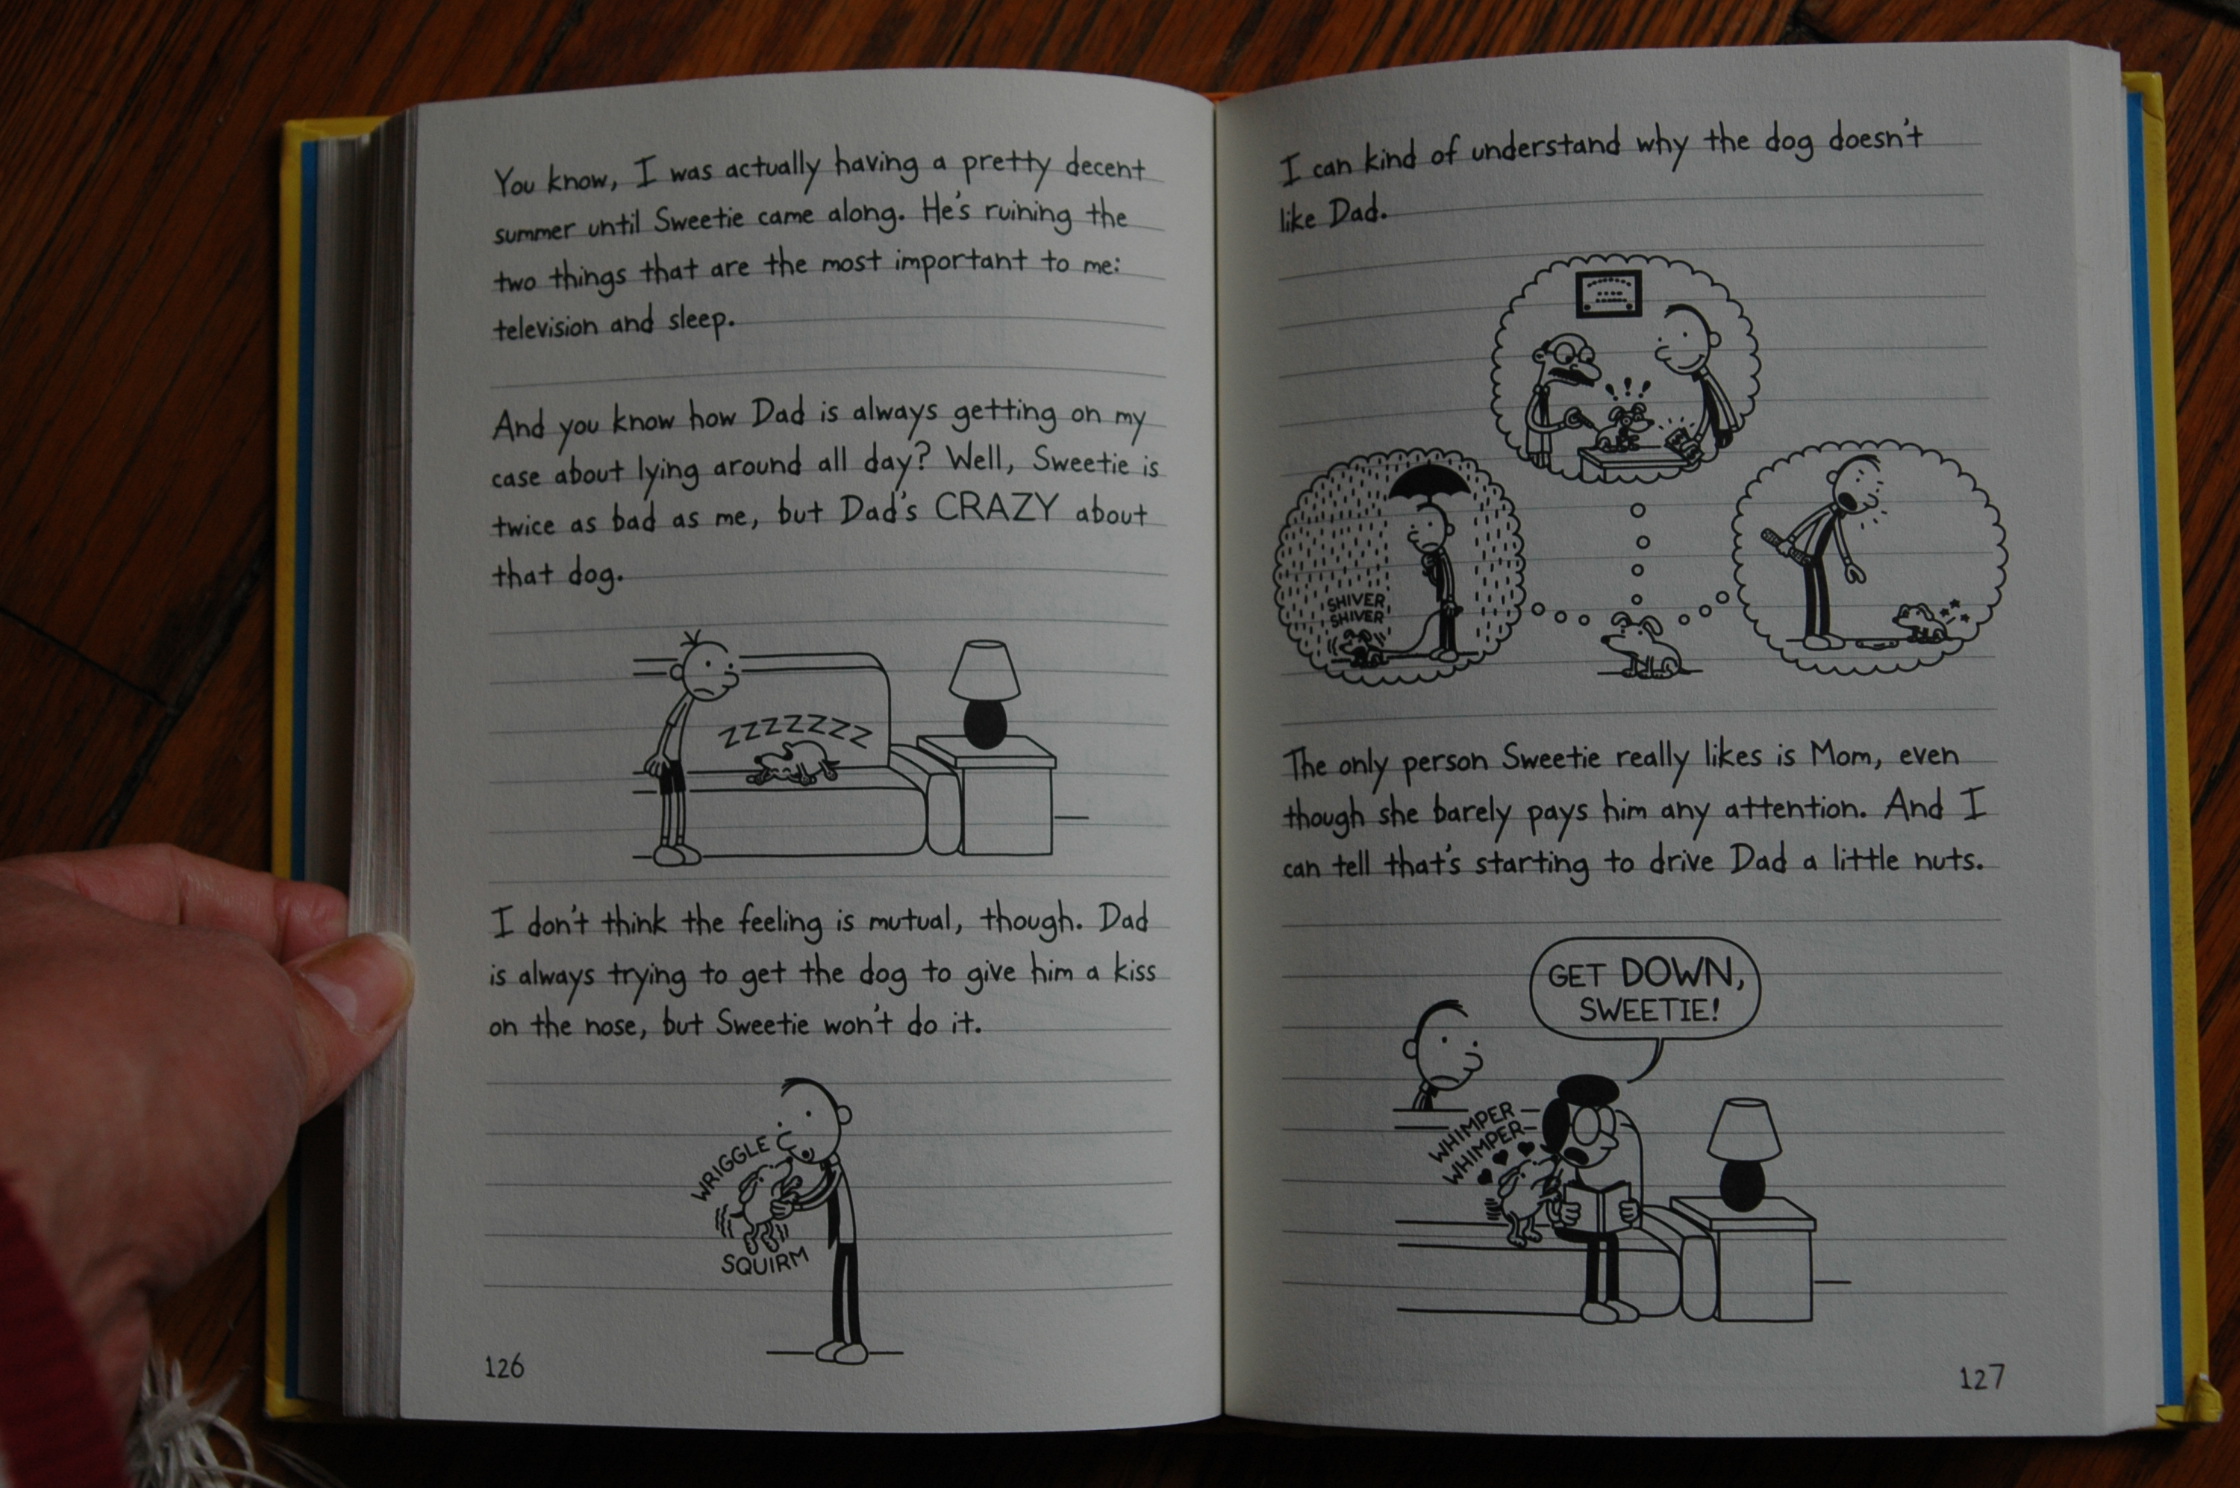 You know, I was actually having a pretty decent
summer until Sweetie came along. He's ruining the
two things that are the most important to me:
television and sleep.
And you know how Dad is always getting on my
case about lying around all day? Well, Sweetie is
twice as bad as me, but Dad's CRAZY about
that dog.
ZZZZZZZ
I don't think the feeling is mutual, though. Dad
is always trying to get the dog to give him a kiss
on the nose, but Sweetie won't do it.
WRIGGLE
SQUIRM
126
I can kind of understand why the dog doesn't
like Dad.
!!!
SHIVER
SHIVER
The only person Sweetie really likes is Mom, even
though she barely pays him any attention. And I
can tell that's starting to drive Dad a little nuts.
GET DOWN,
SWEETIE!
WHIMPER
WHIMPER
127